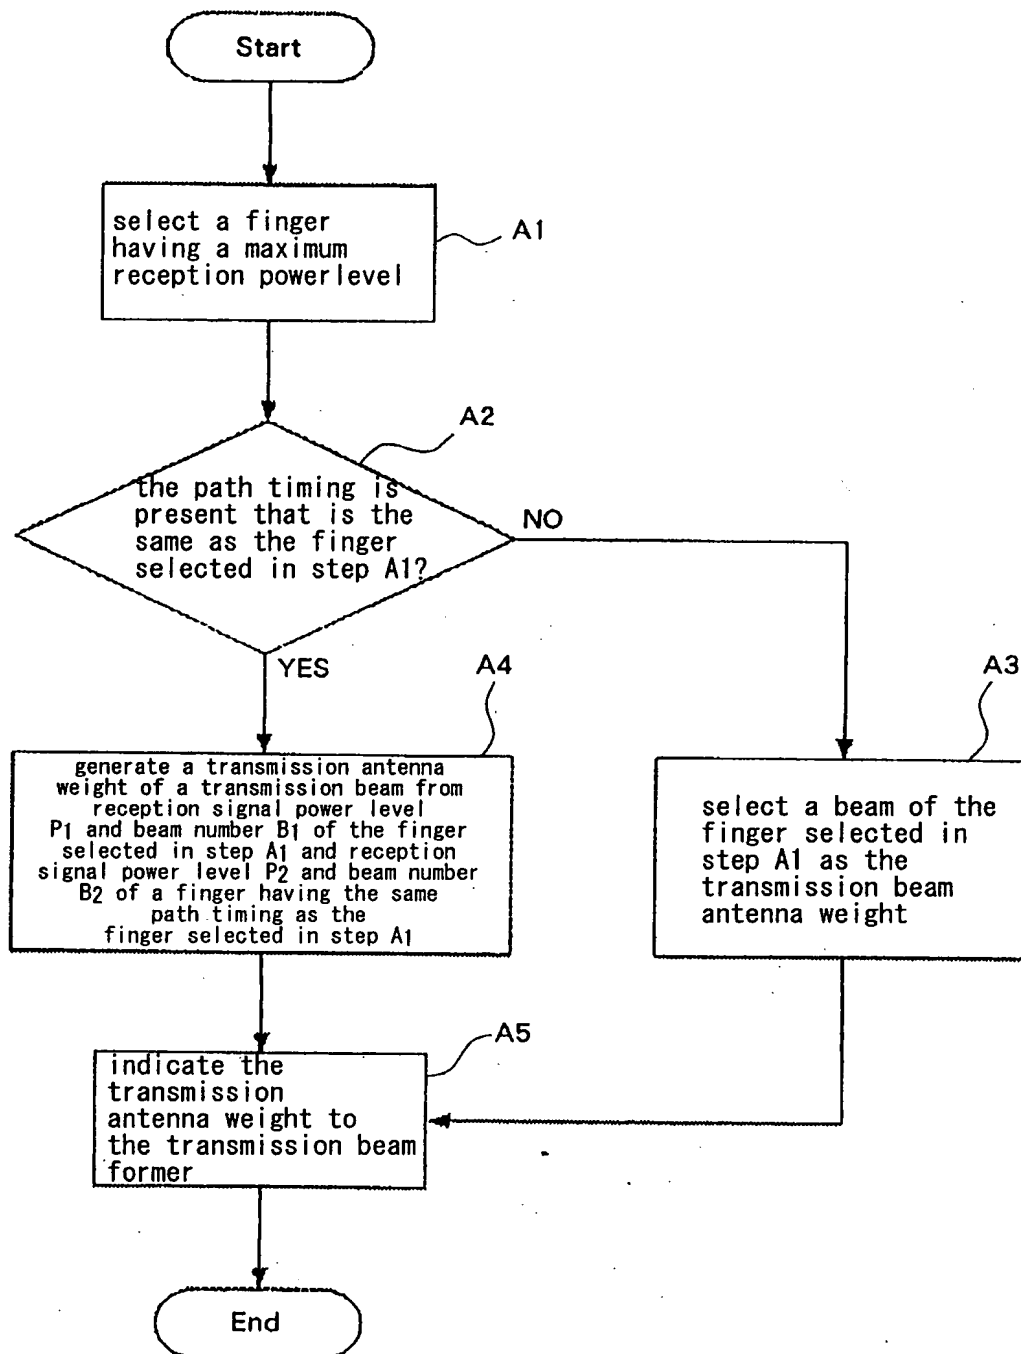 Start
select a finger
having a maximum
reception powerlevel
A1
A2
the path timing is
present that is the
same as the finger
selected in step A1?
NO
YES
A4
A3
generate a transmission antenna
weight of a transmission beam from
reception signal power level
P1 and beam number B1 of the finger
selected in step A1 and reception
signal power level P2 and beam number
B2 of a finger having the same
path timing as the
finger selected in step A1
select a beam of the
finger selected in
step A1 as the
transmission beam
antenna weight
A5
indicate the
transmission
antenna weight to
the transmission beam
former
End